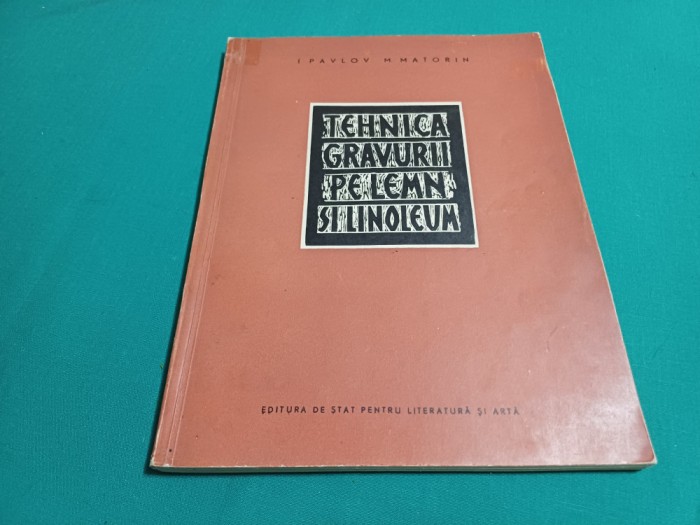 I. PAVLOV M. MATORIN
TEHNICA
GRAVURII
PE LEMN
SI LINOLEUM
EDITURA DE STAT PENTRU LITERATURĂ ȘI ARTĂ